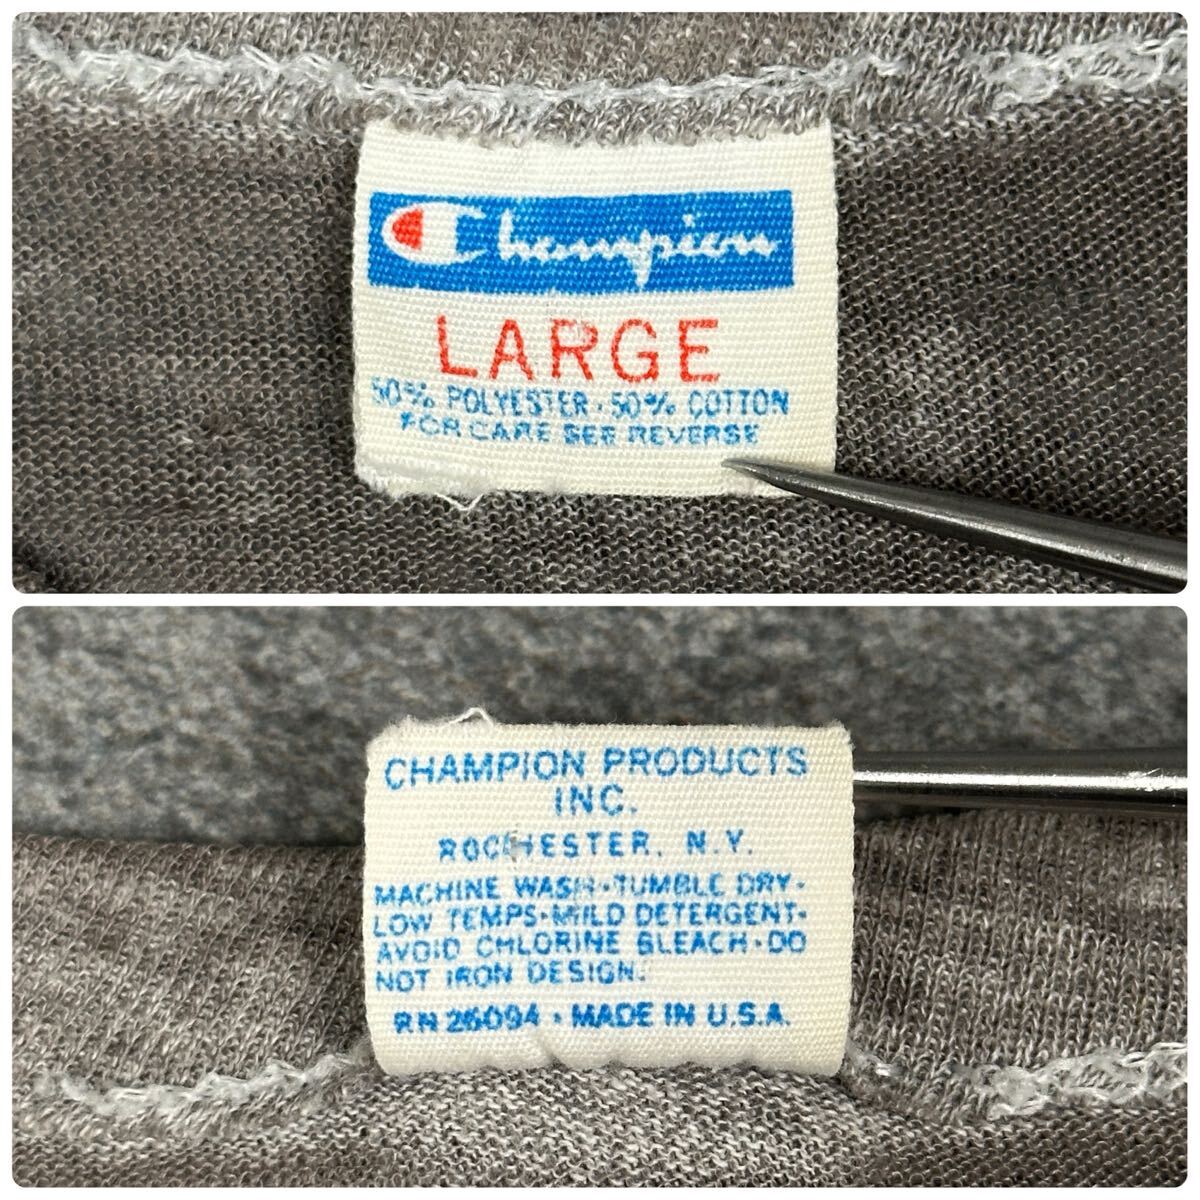 Champion
LARGE
50% POLYESTER · 50% COTTON
FOR CARE SEE REVERSE
CHAMPION PRODUCTS
INC.
ROCHESTER, N.Y.
MACHINE WASH · TUMBLE DRY ·
LOW TEMPS · MILD DETERGENT ·
AVOID CHLORINE BLEACH · DO
NOT IRON DESIGN.
RN 26094 · MADE IN U.S.A.